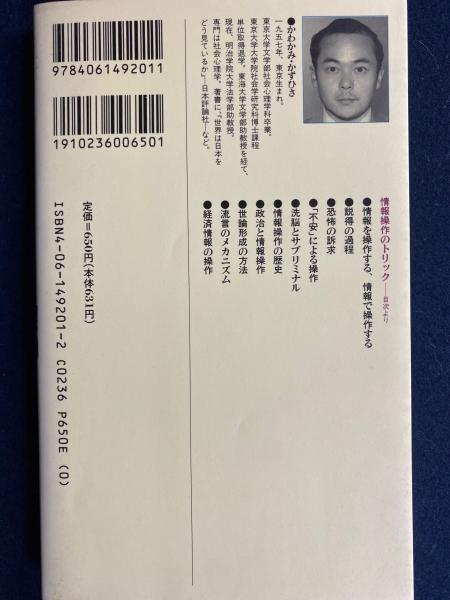 ●かわかみ・かずひさ
一九五七年、東京生まれ。
東京大学文学部社会心理学科卒業。
東京大学大学院社会学研究科博士課程
単位取得退学。東海大学文学部助教授を経て、
現在、明治学院大学法学部助教授。
専門は社会心理学。著書に、『世界は日本を
どう見ているか』―日本評論社―など。
情報操作のトリック――目次より
●情報を操作する、情報で操作する
●説得の過程
●恐怖の訴求
●「不安」による操作
●洗脳とサブリミナル
●情報操作の歴史
●政治と情報操作
●世論形成の方法
●流言のメカニズム
●経済情報の操作
9784061492011
1910236006501
定価=650円(本体631円)
ISBN4-06-149201-2 C0236 P650E (0)